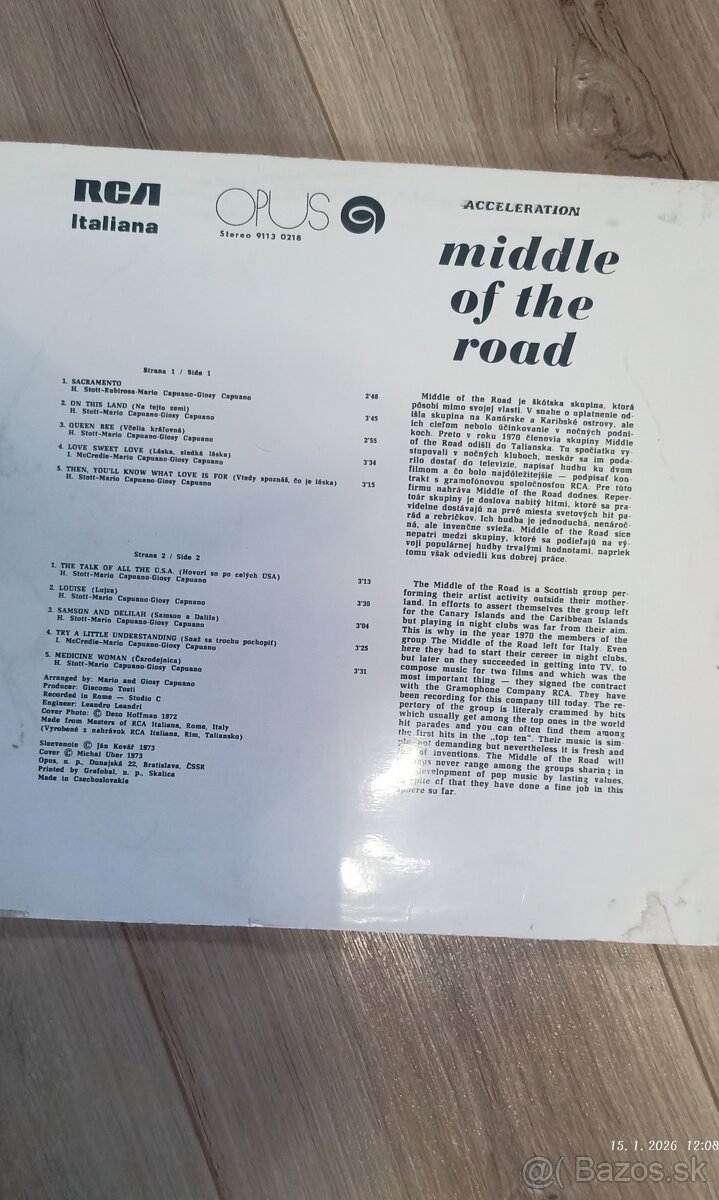 RCA
Italiana
OPUS
Stereo 9113 0218
ACCELERATION
middle
of the
road
Strana 1 / Side 1
1. SACRAMENTO
H. Stott-Rubirosa-Mario Capuano-Giosy Capuano 2'48
2. ON THIS LAND (Na tejto zemi)
H. Stott-Mario Capuano-Giosy Capuano 3'45
3. QUEEN BEE (Včelia kráľovná)
H. Stott-Mario Capuano-Giosy Capuano 2'55
4. LOVE SWEET LOVE (Láska, sladká láska)
I. McCredie-Mario Capuano-Giosy Capuano 3'34
5. THEN, YOU'LL KNOW WHAT LOVE IS FOR (Vtedy spoznáš, čo je láska)
H. Stott-Mario Capuano-Giosy Capuano 3'15
Strana 2 / Side 2
1. THE TALK OF ALL THE U.S.A. (Hovorí so po celých USA)
H. Stott-Mario Capuano-Giosy Capuano 3'13
2. LOUISE (Lujza)
H. Stott-Mario Capuano-Giosy Capuano 3'30
3. SAMSON AND DELILAH (Samson a Dalila)
H. Stott-Mario Capuano-Giosy Capuano 3'04
4. TRY A LITTLE UNDERSTANDING (Snaž sa trochu pochopiť)
I. McCredie-Mario Capuano-Giosy Capuano 3'25
5. MEDICINE WOMAN (Čarodejnica)
H. Stott-Mario Capuano-Giosy Capuano 3'31
Arranged by: Mario and Giosy Capuano
Producer: Giacomo Tosti
Recorded in Rome — Studio C
Engineer: Leandro Leandri
Cover Photo: © Dezo Hoffman 1972
Made from Masters of RCA Italiana, Rome, Italy
(Vyrobené z nahrávok RCA Italiana, Rím, Taliansko)
Sleevenote © Ján Kovář 1973
Cover © Michal Uher 1973
Opus, n. p., Dunajská 22, Bratislava, ČSSR
Printed by Grafobal, n. p., Skalica
Made in Czechoslovakia
Middle of the Road je škótska skupina, ktorá
pôsobí mimo svojej vlasti. V snahe o uplatnenie od-
išla skupina na Kanárske a Karibské ostrovy, ale
ich cieľom nebolo účinkovanie v nočných podni-
koch. Preto v roku 1970 členovia skupiny Middle
of the Road odišli do Talianska. Tu spočiatku vy-
stupovali v nočných kluboch, neskôr sa im poda-
rilo dostať do televízie, napísať hudbu ku dvom
filmom a čo bolo najdôležitejšie — podpísať kon-
trakt s gramofónovou spoločnosťou RCA. Pre túto
firmu nahráva Middle of the Road dodnes. Reper-
toár skupiny je doslova nabitý hitmi, ktoré sa pra-
videlne dostávajú na prvé miesta svetových hit pa-
rád a rebríčkov. Ich hudba je jednoduchá, nenároč-
ná, ale invenčne svieža. Middle of the Road síce
nepatrí medzi skupiny, ktoré sa podieľajú na vý-
voji populárnej hudby trvalými hodnotami, napriek
tomu však odviedli kus dobrej práce.
The Middle of the Road is a Scottish group per-
forming their artist activity outside their mother-
land. In efforts to assert themselves the group left
for the Canary Islands and the Caribbean Islands
but playing in night clubs was far from their aim.
This is why in the year 1970 the members of the
group The Middle of the Road left for Italy. Even
here they had to start their cereer in night clubs,
but later on they succeeded in getting into TV, to
compose music for two films and which was the
most important thing — they signed the contract
with the Gramophone Company RCA. They have
been recording for this company till today. The re-
pertory of the group is literaly crammed by hits
which usually get among the top ones in the world
hit parades and you can often find them among
the first hits in the „top ten". Their music is sim-
ple, not demanding but nevertheless it is fresh and
of inventions. The Middle of the Road will
never range among the groups sharing in
development of pop music by lasting values.
of that they have done a fine job in this
so far.
15. 1. 2026 12:08
@( Bazos.sk